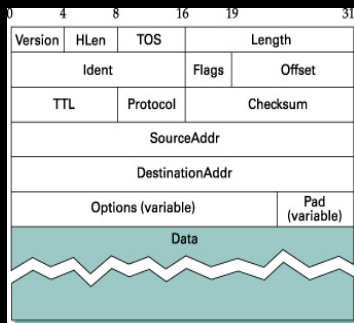 0 4 8 16 19 31
Version HLen TOS Length
Ident Flags Offset
TTL Protocol Checksum
SourceAddr
DestinationAddr
Options (variable) Pad
(variable)
Data